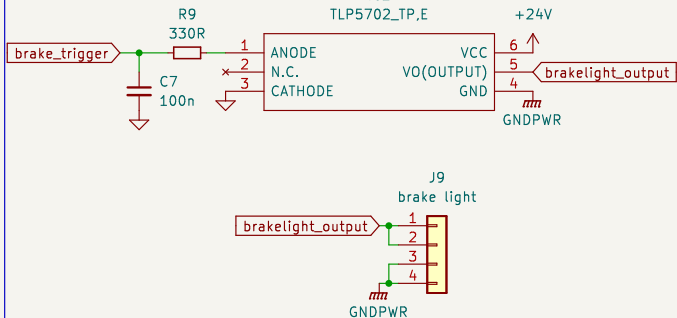 R9
330R
TLP5702_TP,E
+24V
brake_trigger
1
ANODE
VCC
6
2
N.C.
VO(OUTPUT)
5
brakelight_output
3
CATHODE
GND
4
C7
100n
GNDPWR
J9
brake light
brakelight_output
1
2
3
4
GNDPWR